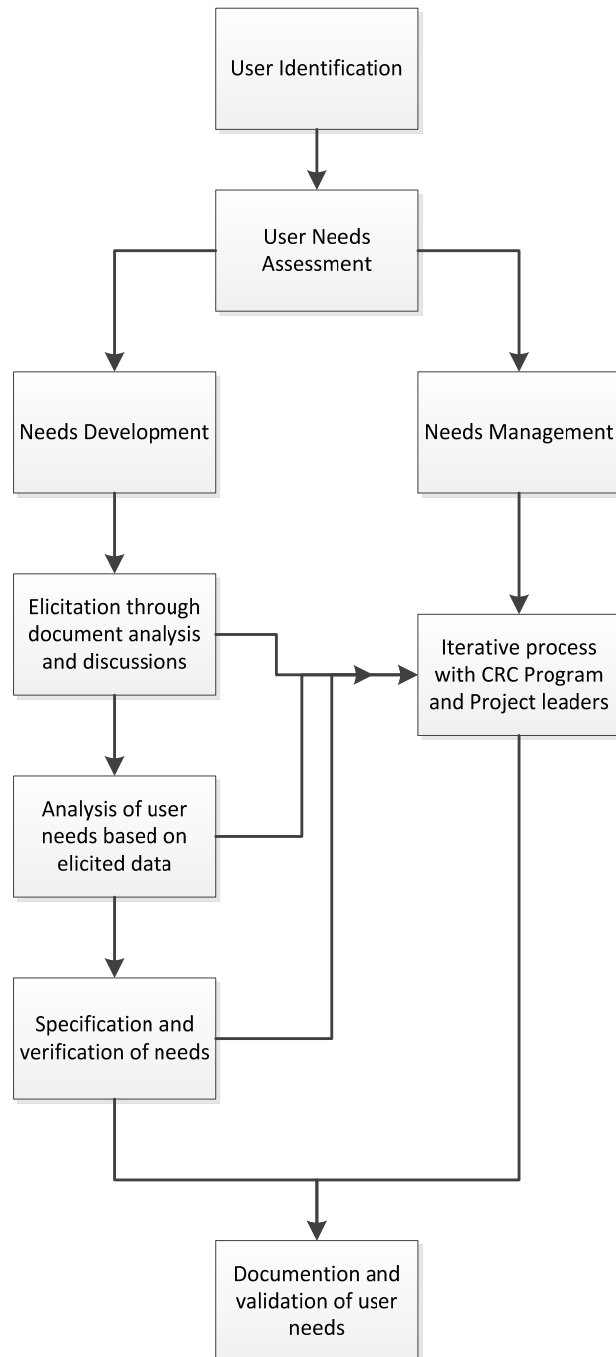 User Identification
User Needs
Assessment
Needs Development
Needs Management
Elicitation through
document analysis
and discussions
Iterative process
with CRC Program
and Project leaders
Analysis of user
needs based on
elicited data
Specification and
verification of needs
Documention and
validation of user
needs